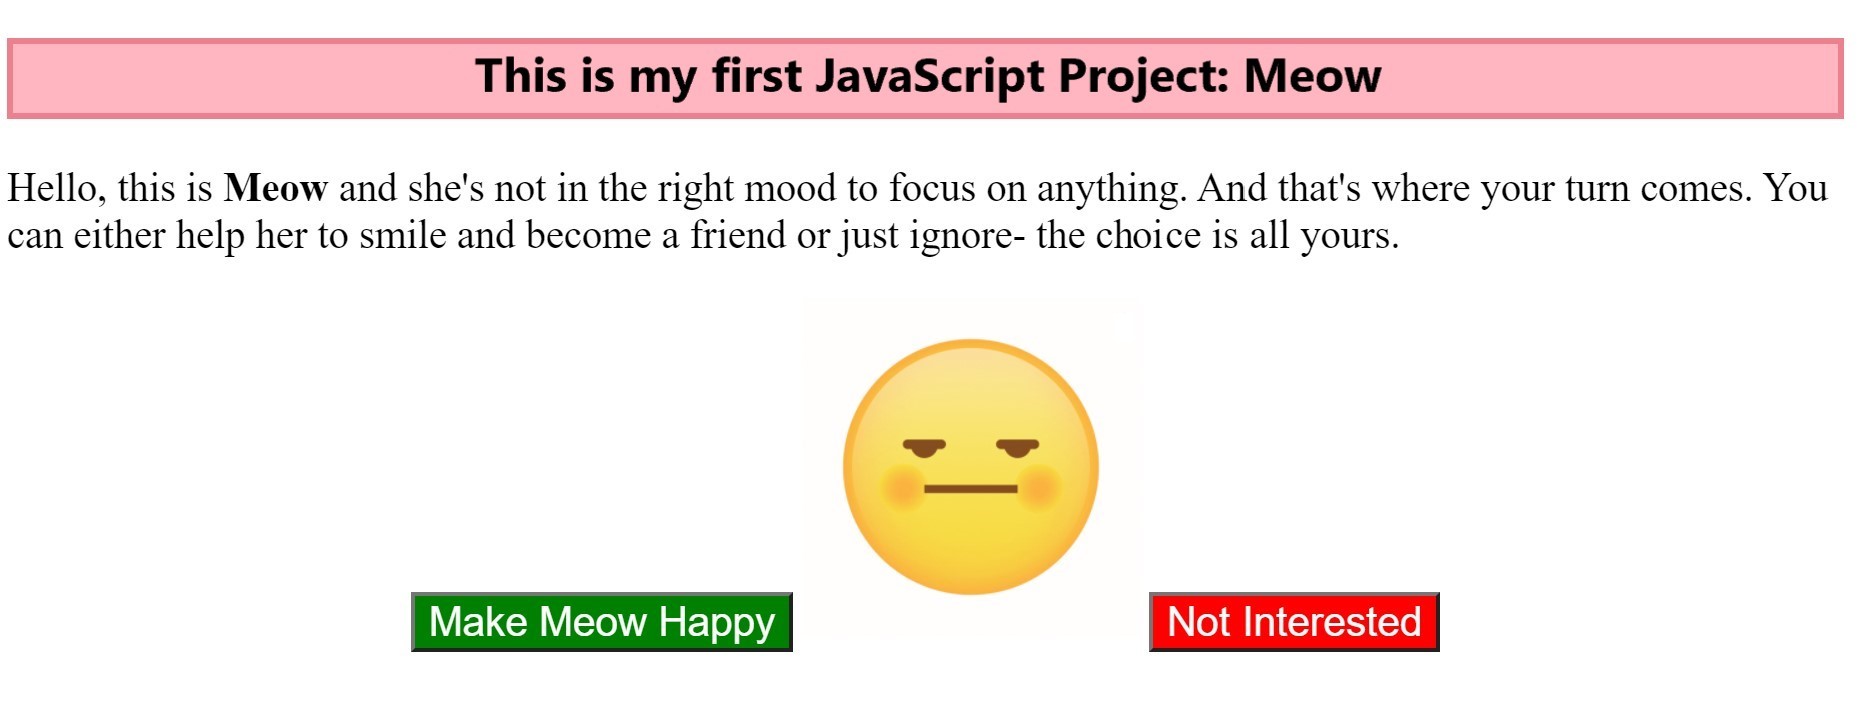 This is my first JavaScript Project: Meow
Hello, this is Meow and she's not in the right mood to focus on anything. And that's where your turn comes. You
can either help her to smile and become a friend or just ignore- the choice is all yours.
Make Meow Happy
Not Interested